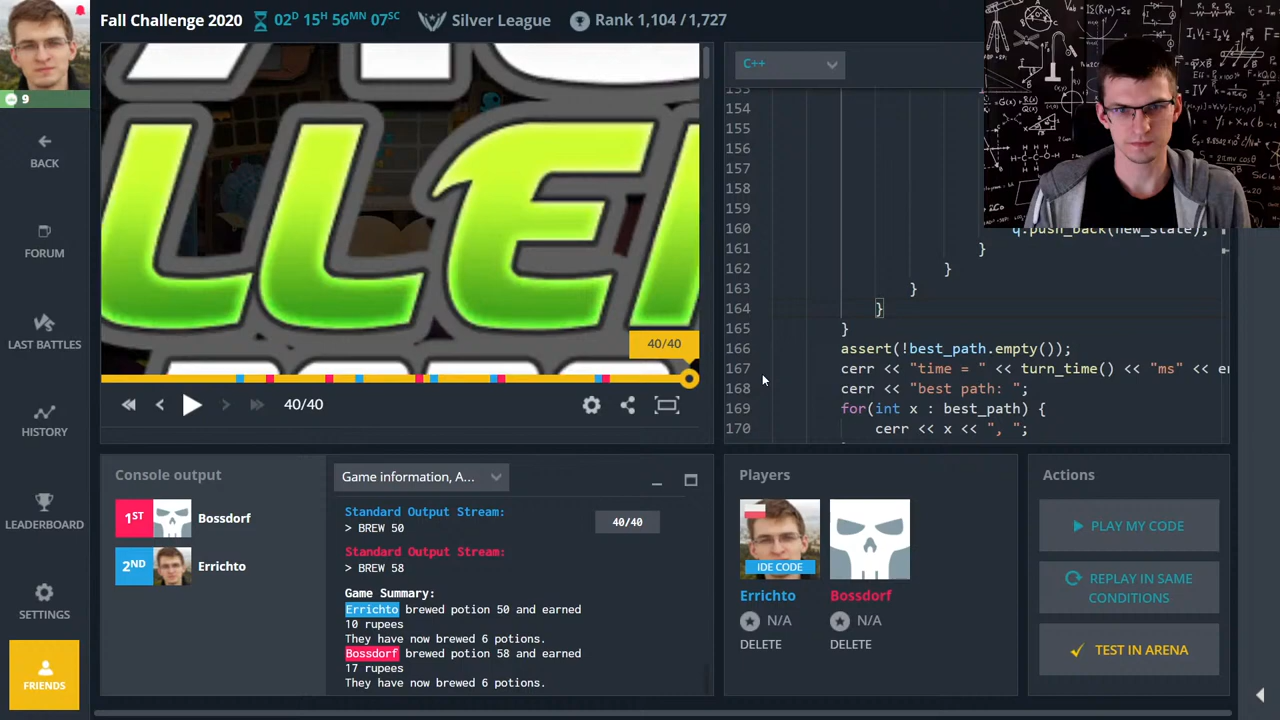 Fall Challenge 2020
02D 15H 56MN 07SC
Silver League
Rank 1,104 / 1,727
9
BACK
FORUM
LAST BATTLES
HISTORY
LEADERBOARD
SETTINGS
FRIENDS
LLE
40/40
40/40
C++
154
155
156
157
158
159
160 q.push_back(new_state);
161 }
162 }
163 }
164 }
165 }
166 assert(!best_path.empty());
167 cerr << "time = " << turn_time() << "ms" << e
168 cerr << "best path: ";
169 for(int x : best_path) {
170 cerr << x << ", ";
Console output
1ST Bossdorf
2ND Errichto
Game information, A...
Standard Output Stream:
> BREW 50
40/40
Standard Output Stream:
> BREW 58
Game Summary:
Errichto brewed potion 50 and earned
10 rupees
They have now brewed 6 potions.
Bossdorf brewed potion 58 and earned
17 rupees
They have now brewed 6 potions.
Players
IDE CODE
Errichto
N/A
DELETE
Bossdorf
N/A
DELETE
Actions
PLAY MY CODE
REPLAY IN SAME
CONDITIONS
TEST IN ARENA